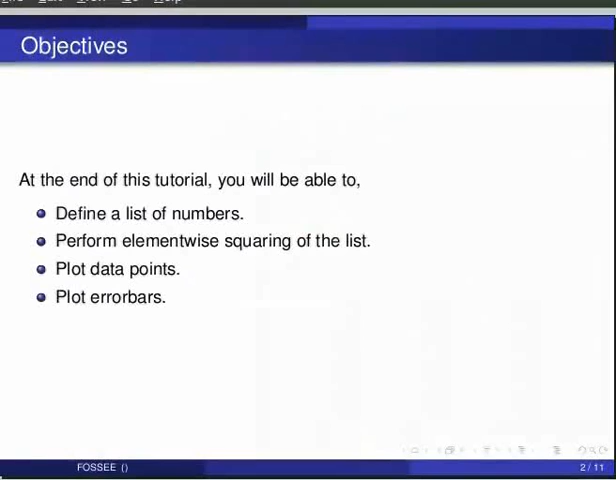 Objectives
At the end of this tutorial, you will be able to,
Define a list of numbers.
Perform elementwise squaring of the list.
Plot data points.
Plot errorbars.
FOSSEE ()
2 / 11